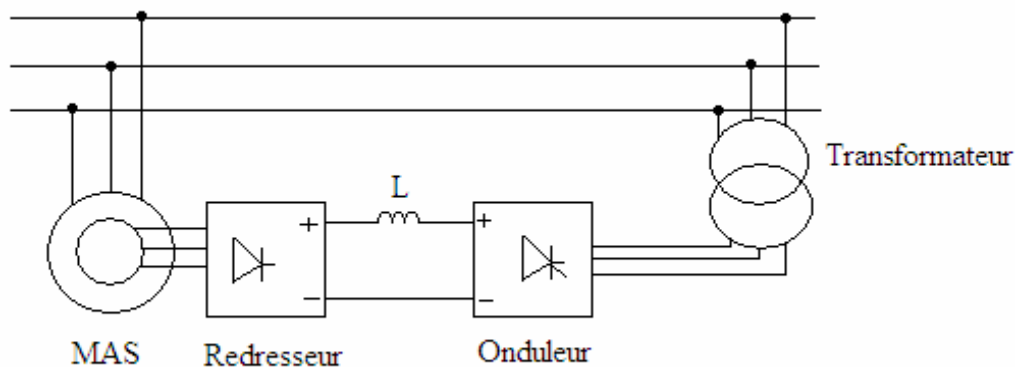 Transformateur
L
+
+
−
−
MAS
Redresseur
Onduleur